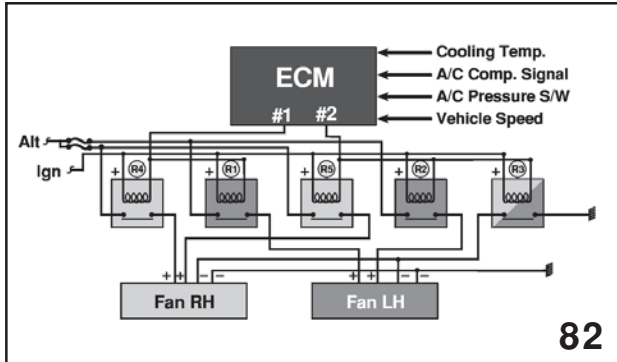 ECM
#1 #2
Cooling Temp.
A/C Comp. Signal
A/C Pressure S/W
Vehicle Speed
Alt
Ign
+ R4 + R1 + R5 + R2 + R3
+ + - - + + - -
Fan RH Fan LH
82